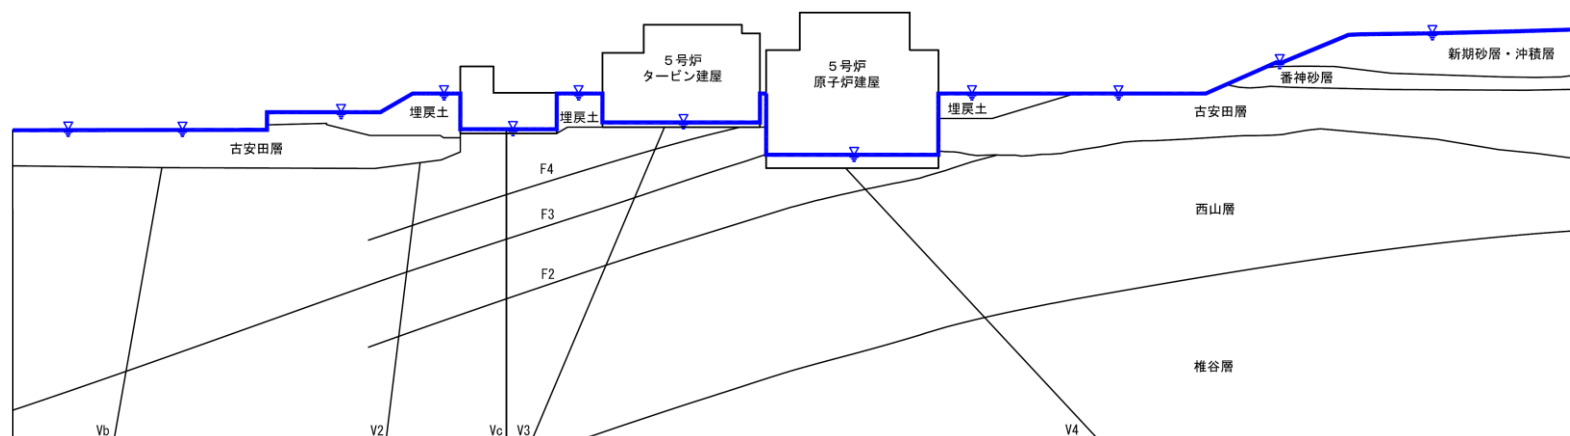 ５号炉
タービン建屋
５号炉
原子炉建屋
新期砂層・沖積層
番神砂層
埋戻土
埋戻土
埋戻土
古安田層
古安田層
F4
F3
西山層
F2
椎谷層
Vb
V2
Vc
V3
V4